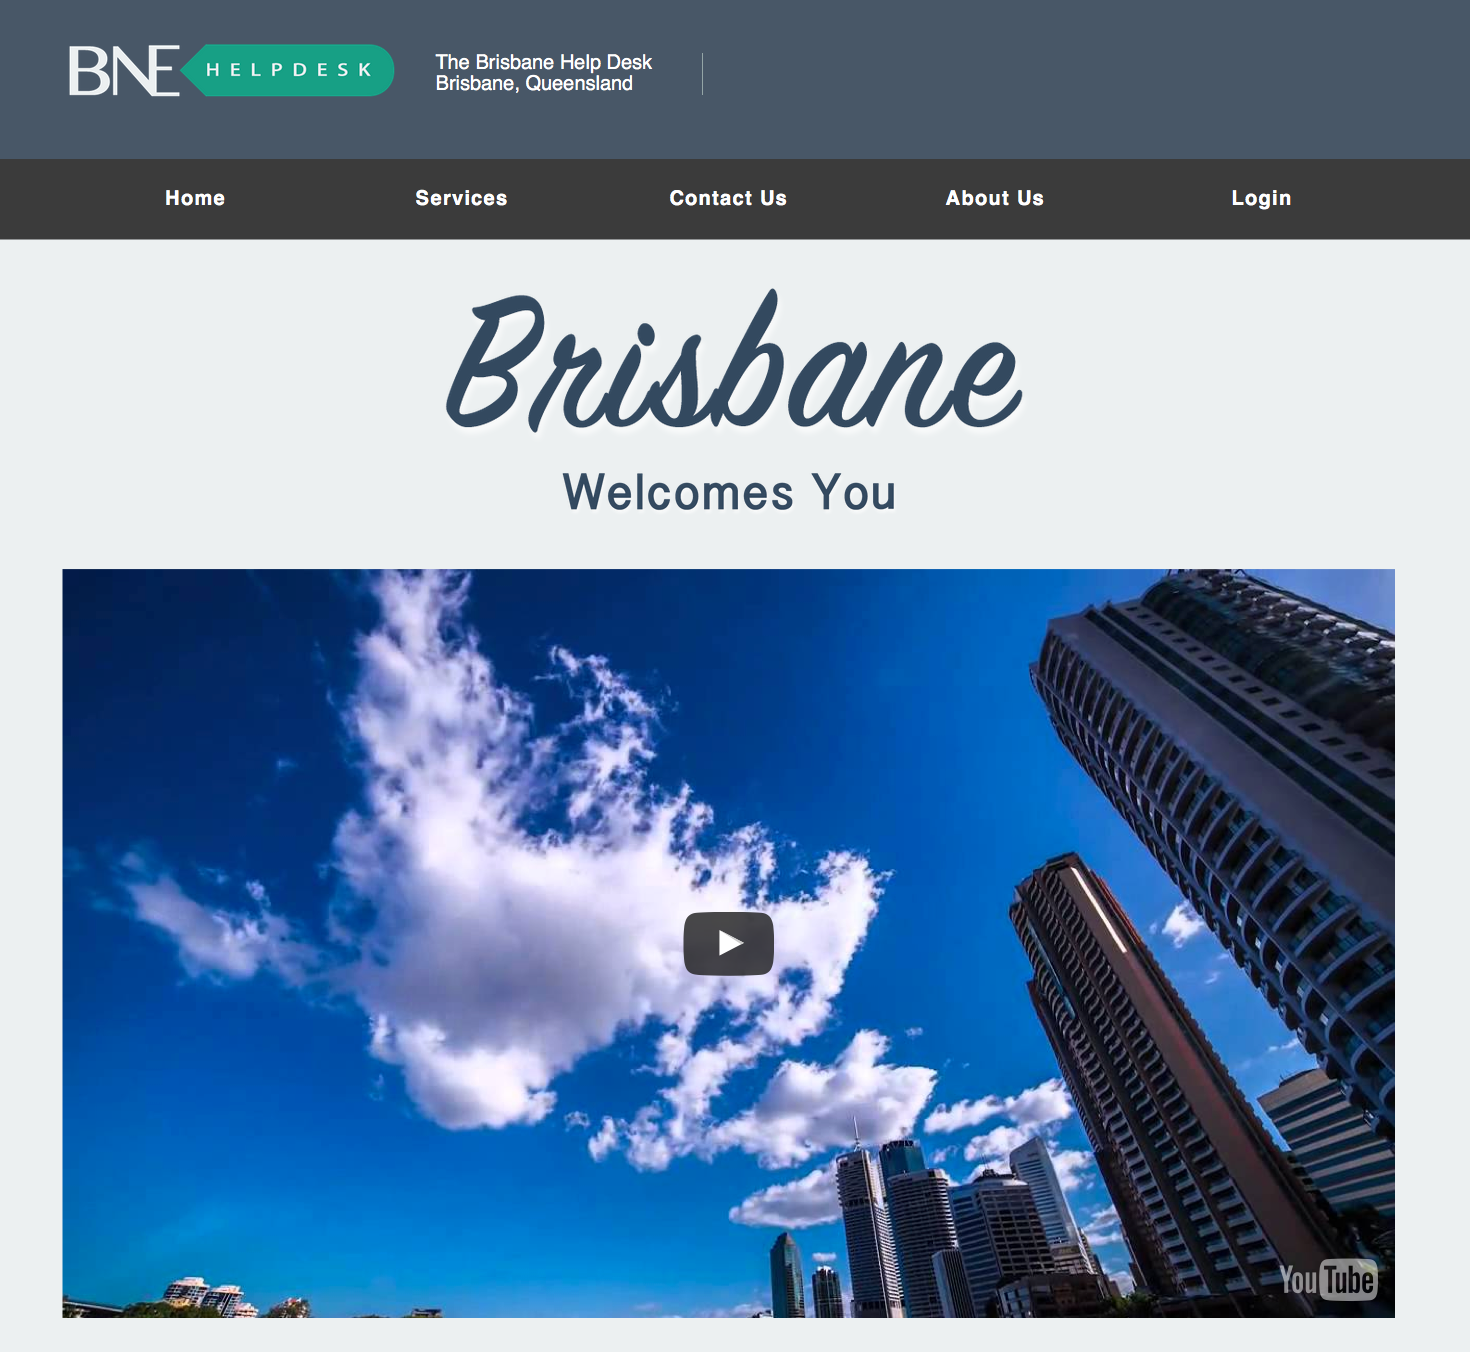 BNE HELPDESK
The Brisbane Help Desk
Brisbane, Queensland
Home Services Contact Us About Us Login
Brisbane
Welcomes You
YouTube